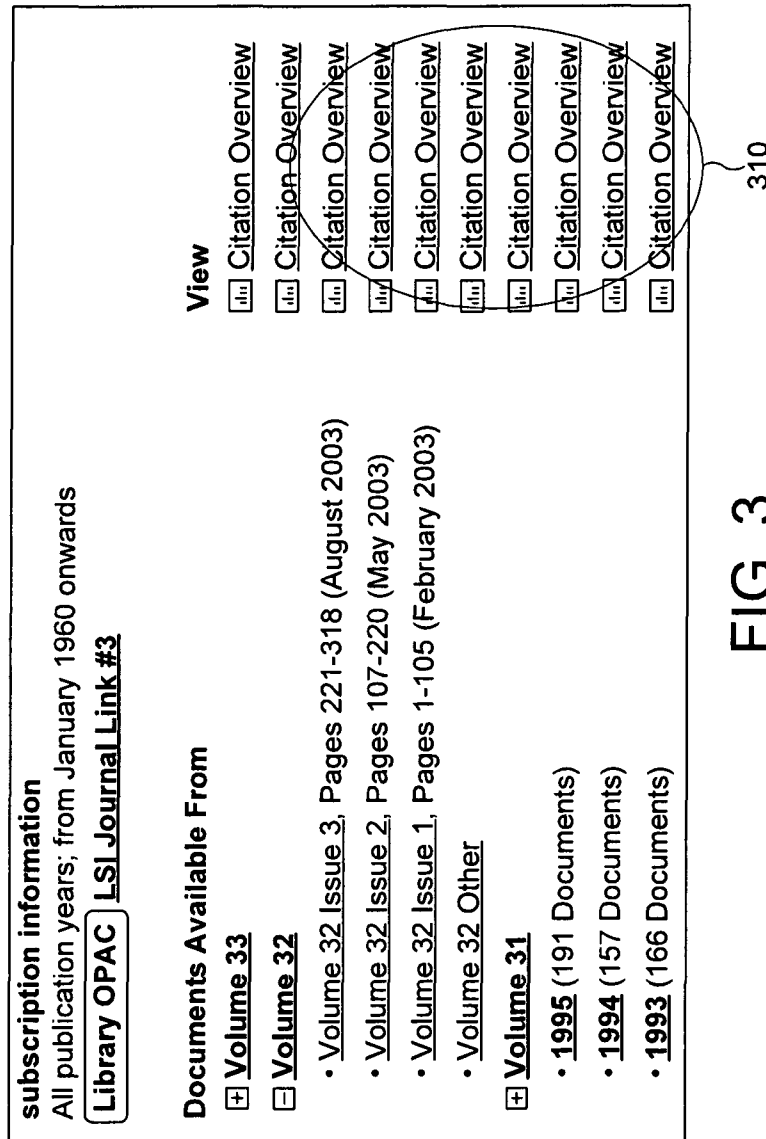 subscription information
All publication years; from January 1960 onwards
Library OPAC LSI Journal Link #3
Documents Available From View
+ Volume 33 Citation Overview
− Volume 32 Citation Overview
• Volume 32 Issue 3, Pages 221-318 (August 2003) Citation Overview
• Volume 32 Issue 2, Pages 107-220 (May 2003) Citation Overview
• Volume 32 Issue 1, Pages 1-105 (February 2003) Citation Overview
• Volume 32 Other Citation Overview
+ Volume 31 Citation Overview
• 1995 (191 Documents) Citation Overview
• 1994 (157 Documents) Citation Overview
• 1993 (166 Documents) Citation Overview
310
FIG. 3